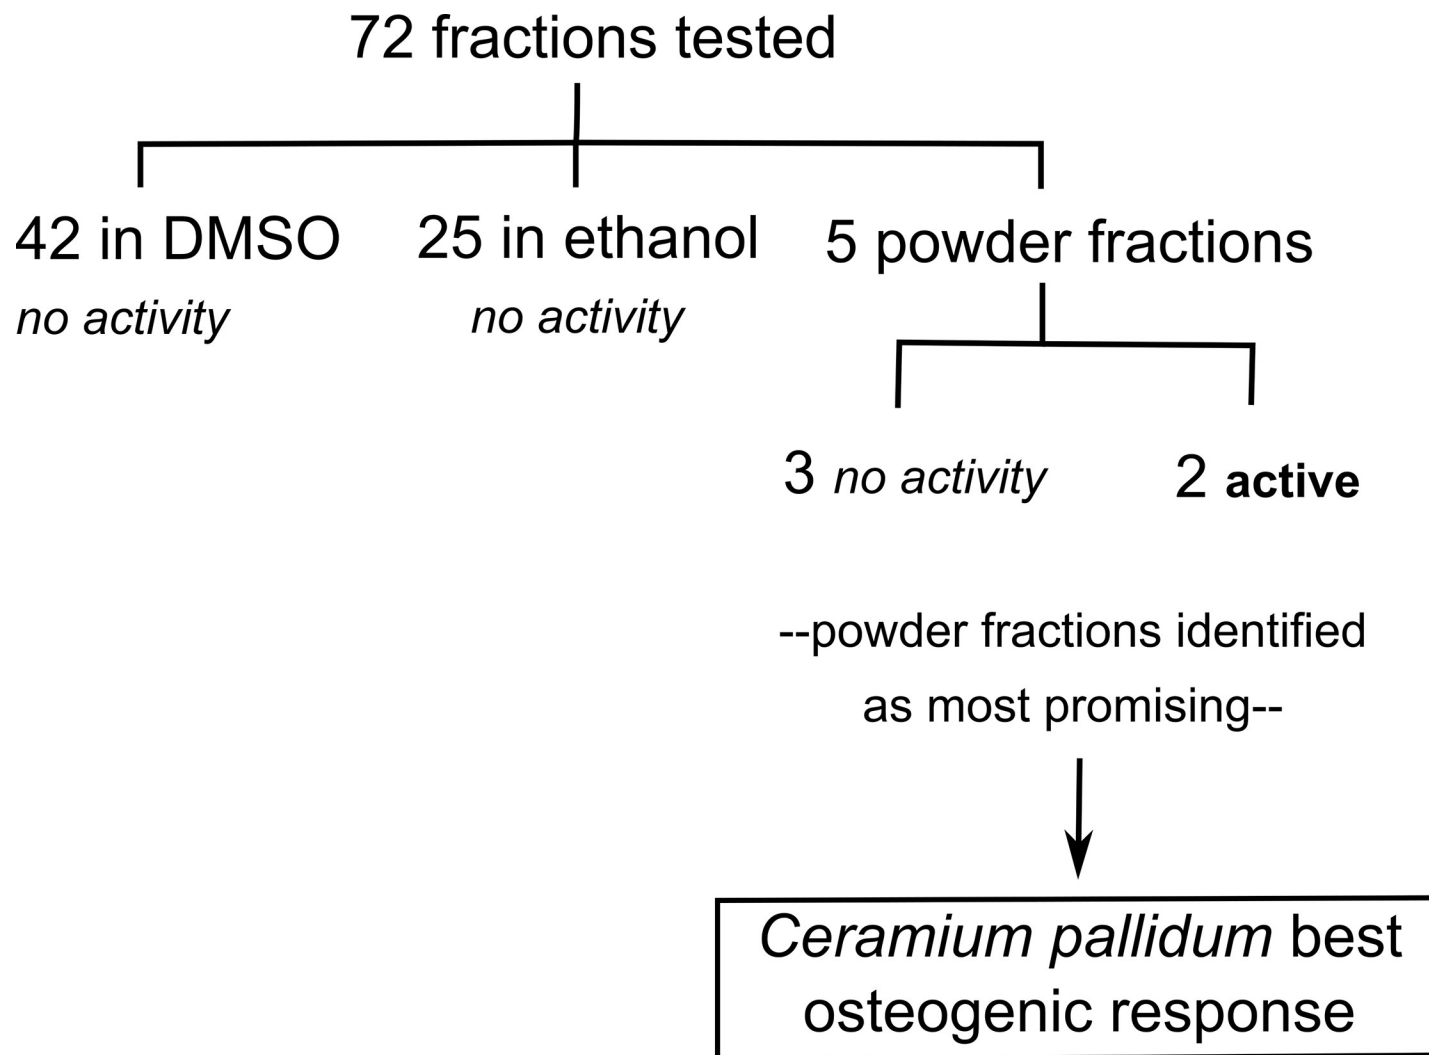 72 fractions tested
42 in DMSO
25 in ethanol
5 powder fractions
no activity
no activity
3 no activity
2 active
--powder fractions identified
as most promising--
Ceramium pallidum best
osteogenic response